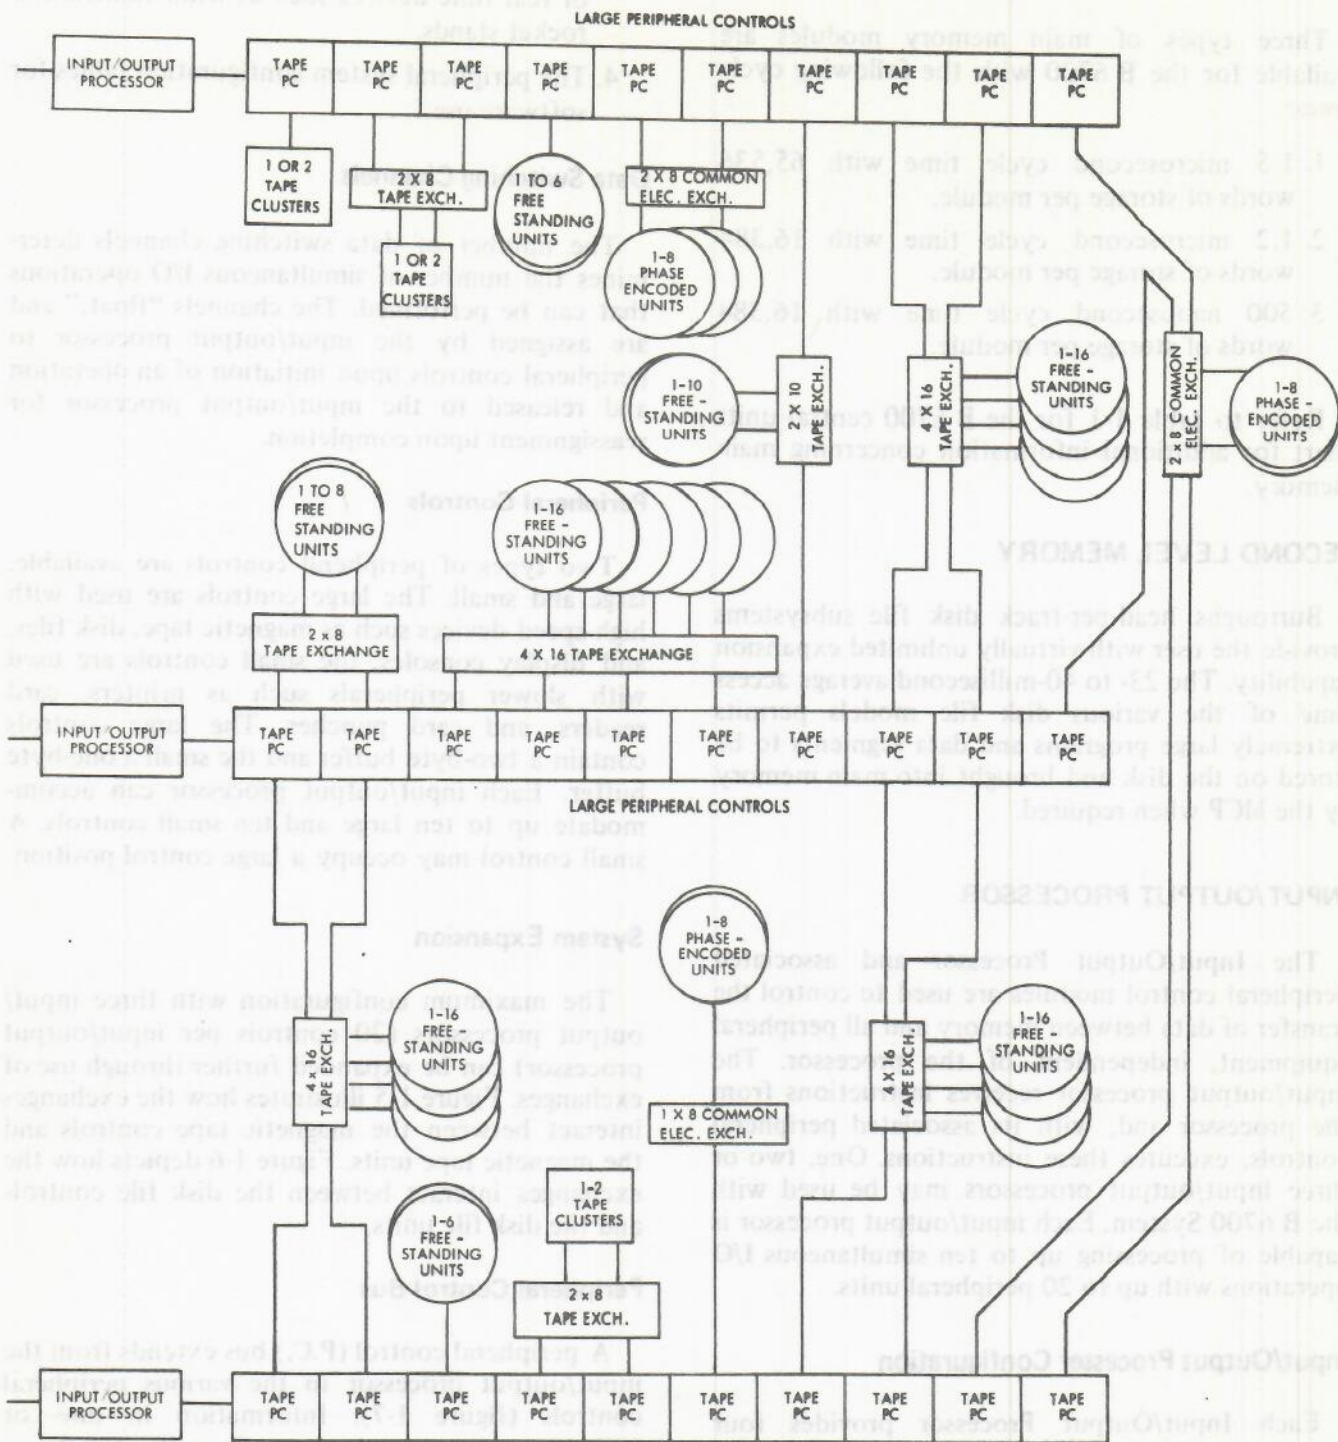 LARGE PERIPHERAL CONTROLS
INPUT/OUTPUT
PROCESSOR
TAPE
PC
TAPE
PC
TAPE
PC
TAPE
PC
TAPE
PC
TAPE
PC
TAPE
PC
TAPE
PC
TAPE
PC
TAPE
PC
1 OR 2
TAPE
CLUSTERS
2 X 8
TAPE EXCH.
1 OR 2
TAPE
CLUSTERS
1 TO 6
FREE
STANDING
UNITS
2 X 8 COMMON
ELEC. EXCH.
1-8
PHASE
ENCODED
UNITS
1-10
FREE -
STANDING
UNITS
2 X 10
TAPE EXCH.
4 X 16
TAPE EXCH.
1-16
FREE -
STANDING
UNITS
2 x 8 COMMON
ELEC. EXCH.
1-8
PHASE -
ENCODED
UNITS
1 TO 8
FREE
STANDING
UNITS
1-16
FREE -
STANDING
UNITS
2 x 8
TAPE EXCHANGE
4 X 16 TAPE EXCHANGE
INPUT/OUTPUT
PROCESSOR
TAPE
PC
TAPE
PC
TAPE
PC
TAPE
PC
TAPE
PC
TAPE
PC
TAPE
PC
TAPE
PC
TAPE
PC
TAPE
PC
LARGE PERIPHERAL CONTROLS
4 X 16
TAPE EXCH.
1-16
FREE -
STANDING
UNITS
1-8
PHASE -
ENCODED
UNITS
1 X 8 COMMON
ELEC. EXCH.
4 X 16
TAPE EXCH.
1-16
FREE -
STANDING
UNITS
1-6
FREE -
STANDING
UNITS
1-2
TAPE
CLUSTERS
2 x 8
TAPE EXCH.
INPUT/OUTPUT
PROCESSOR
TAPE
PC
TAPE
PC
TAPE
PC
TAPE
PC
TAPE
PC
TAPE
PC
TAPE
PC
TAPE
PC
TAPE
PC
TAPE
PC